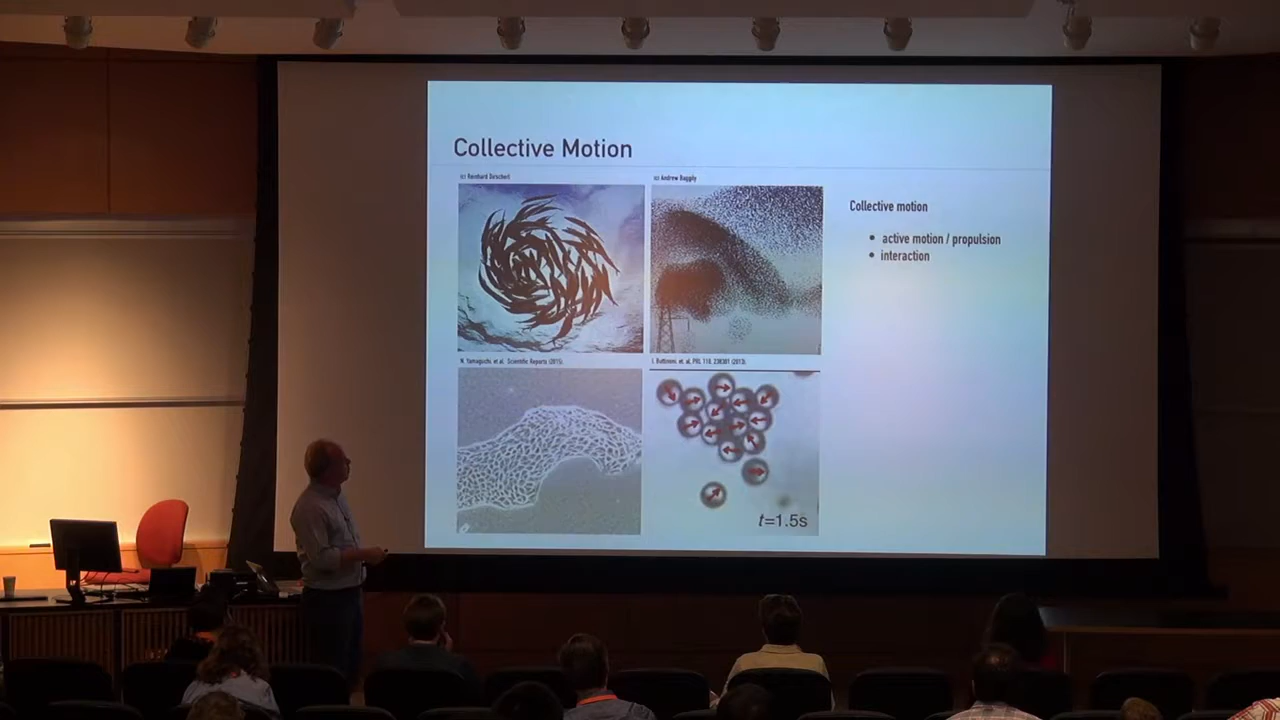 Collective Motion
(c) Reinhard Dirscherl
(c) Andrew Baggily
Collective motion
• active motion / propulsion
• interaction
N. Yamaguchi, et al, Scientific Reports (2015)
I. Buttinoni, et. al, PRL 110, 238301 (2013)
t=1.5s